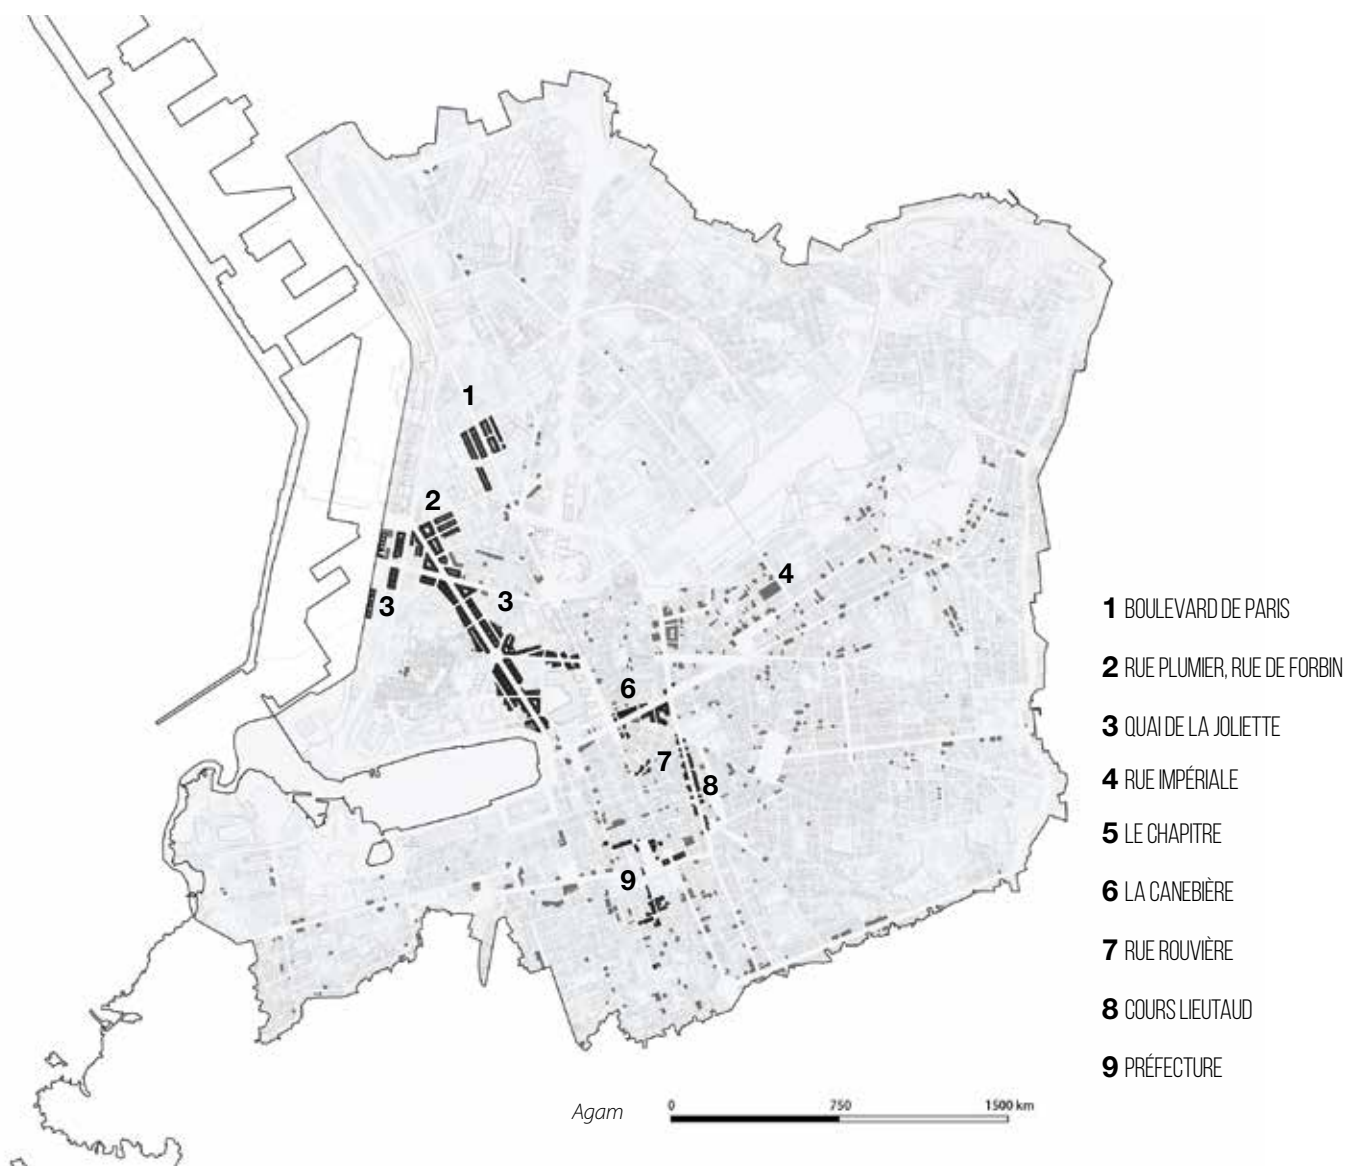 1
2
3
3
4
6
7
8
9
1 BOULEVARD DE PARIS
2 RUE PLUMIER, RUE DE FORBIN
3 QUAI DE LA JOLIETTE
4 RUE IMPÉRIALE
5 LE CHAPITRE
6 LA CANEBIÈRE
7 RUE ROUVIÈRE
8 COURS LIEUTAUD
9 PRÉFECTURE
Agam
0 750 1500 km